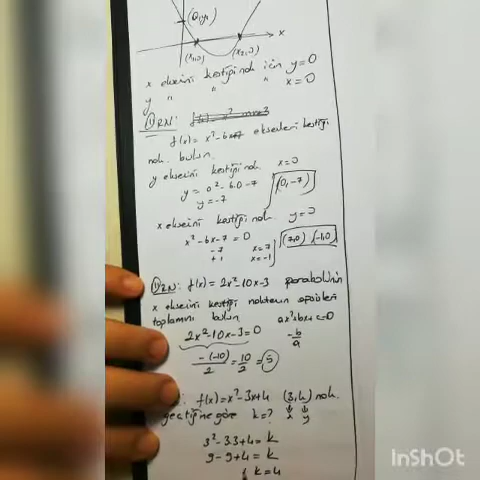 (0,y)
x
(x1,0) (x2,0)
x eksenini kestiği nok için y=0
y " " " x=0
ÖRN:
f(x) = x²-6x-7 eksenleri kestiği
nok. bulun.
y eksenini kestiği nok. x=0
y = 0²-6.0-7 (0,-7)
y=-7
x eksenini kestiği nok. y=0
x²-6x-7=0 (7,0) (-1,0)
-7 x=7
+1 x=-1
ÖRN: f(x)=2x²-10x-3 parabolünün
x eksenini kestiği noktaların apsisleri
toplamını bulun ax²+bx+c=0
2x²-10x-3=0 -b/a
-(-10)/2 = 10/2 = 5
f(x)=x²-3x+4 (3,k) nok.
geçtiğine göre k=? x y
3²-3.3+4=k
9-9+4=k
k=4
InShOt